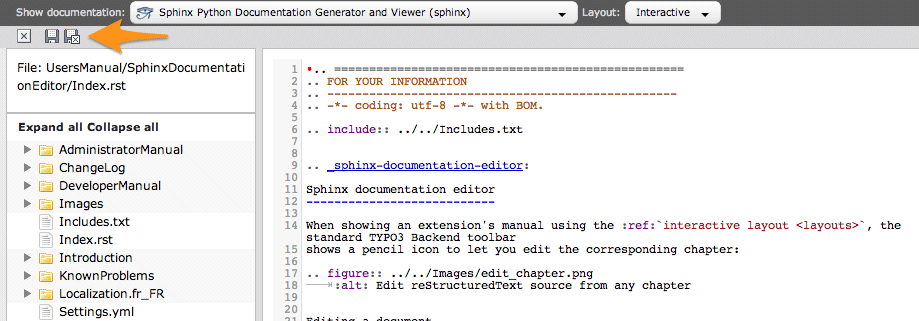 Show documentation: Sphinx Python Documentation Generator and Viewer (sphinx) Layout: Interactive
File: UsersManual/SphinxDocumentati
onEditor/Index.rst
Expand all Collapse all
AdministratorManual
ChangeLog
DeveloperManual
Images
Includes.txt
Index.rst
Introduction
KnownProblems
Localization.fr_FR
Settings.yml
1 •.. ==================================================
2 .. FOR YOUR INFORMATION
3 .. --------------------------------------------------
4 .. -*- coding: utf-8 -*- with BOM.
5
6 .. include:: ../../Includes.txt
7
8
9 .. _sphinx-documentation-editor:
10
11 Sphinx documentation editor
12 ---------------------------
13
14 When showing an extension's manual using the :ref:`interactive layout <layouts>`, the
standard TYPO3 Backend toolbar
15 shows a pencil icon to let you edit the corresponding chapter:
16
17 .. figure:: ../../Images/edit_chapter.png
18 :alt: Edit reStructuredText source from any chapter
19
20
21 Editing a document